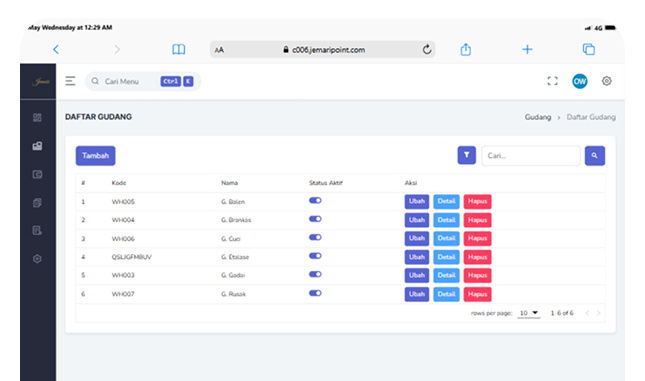 May Wednesday at 12:29 AM
4G
AA
c006.jemaripoint.com
Jemari
Cari Menu
Ctrl K
OW
DAFTAR GUDANG
Gudang > Daftar Gudang
Tambah
Cari...
# Kode Nama Status Aktif Aksi
1 WH005 G. Baien Ubah Detail Hapus
2 WH004 G. Brankas Ubah Detail Hapus
3 WH006 G. Cuci Ubah Detail Hapus
4 QSLJGFM8UV G. Etalase Ubah Detail Hapus
5 WH003 G. Gadai Ubah Detail Hapus
6 WH007 G. Rusak Ubah Detail Hapus
rows per page: 10 1-6 of 6 < >